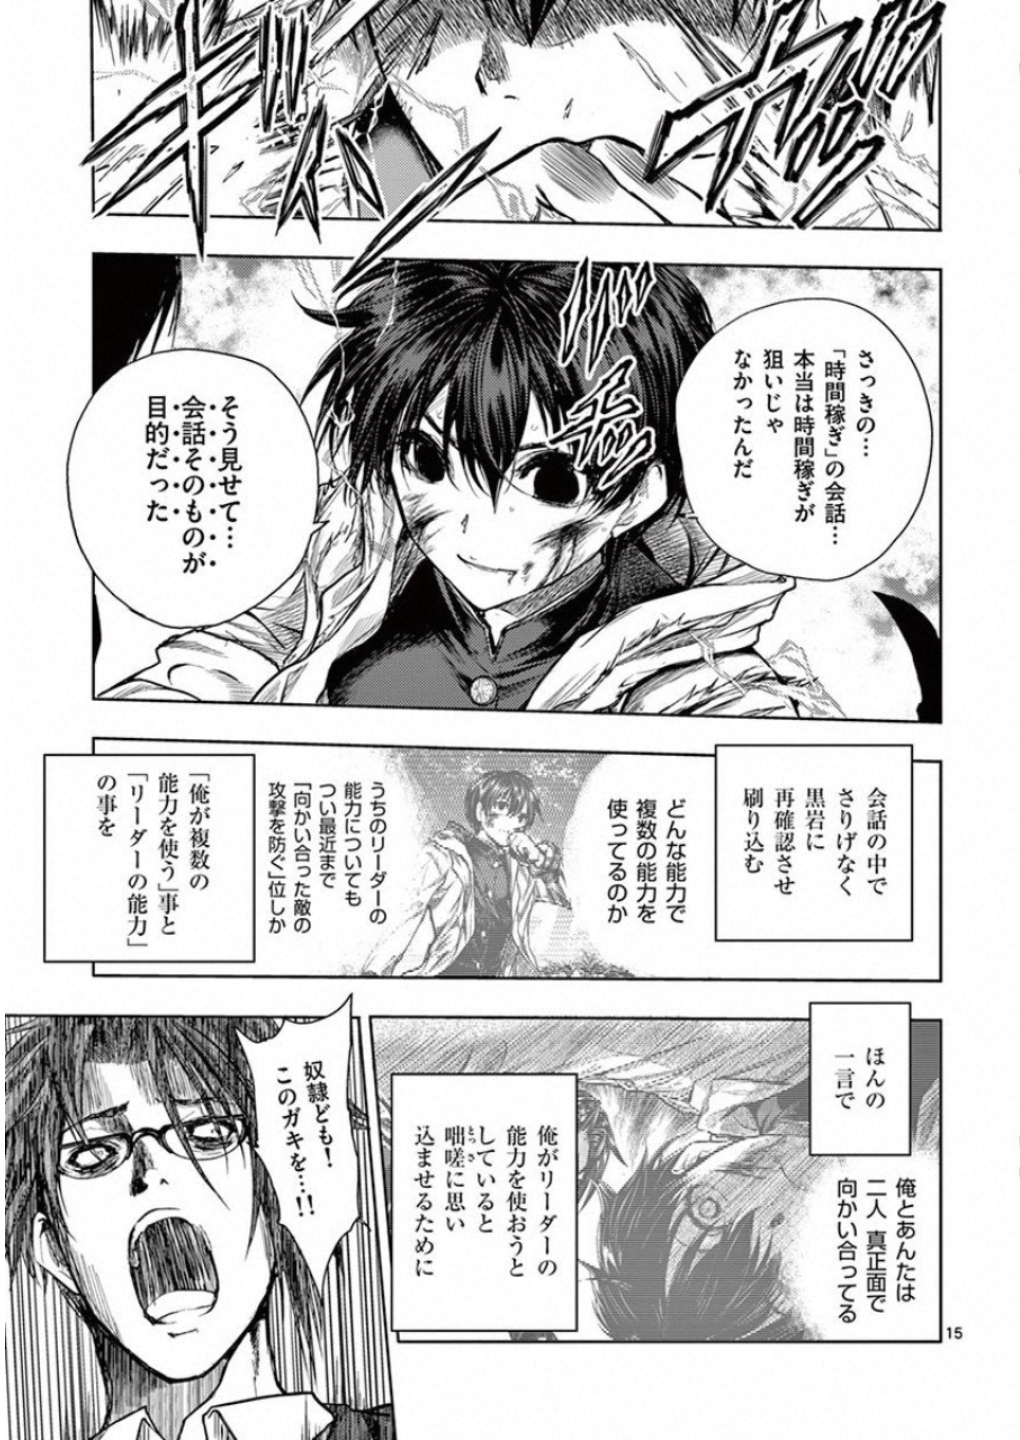 さっきの…
「時間稼ぎ」の会話…
本当は時間稼ぎが
狙いじゃ
なかったんだ
そう見せて…
会話そのものが
目的だった
会話の中で
さりげなく
黒岩に
再確認させ
刷り込む
どんな能力で
複数の能力を
使ってるのか
うちのリーダーの
能力についても
つい最近まで
「向かい合った敵の
攻撃を防ぐ」位しか
「俺が複数の
能力を使う」事と
「リーダーの能力」
の事を
ほんの
一言で
俺とあんたは
二人 真正面で
向かい合ってる
俺がリーダーの
能力を使おうと
していると
咄嗟に思い
とっさ
込ませるために
奴隷ども!
このガキを…!!
15